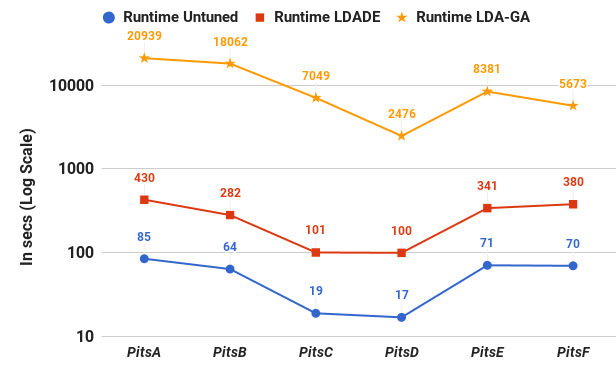 Runtime Untuned Runtime LDADE Runtime LDA-GA
20939 18062 7049 2476 8381 5673
430 282 101 100 341 380
85 64 19 17 71 70
10000
1000
100
10
In secs (Log Scale)
PitsA PitsB PitsC PitsD PitsE PitsF